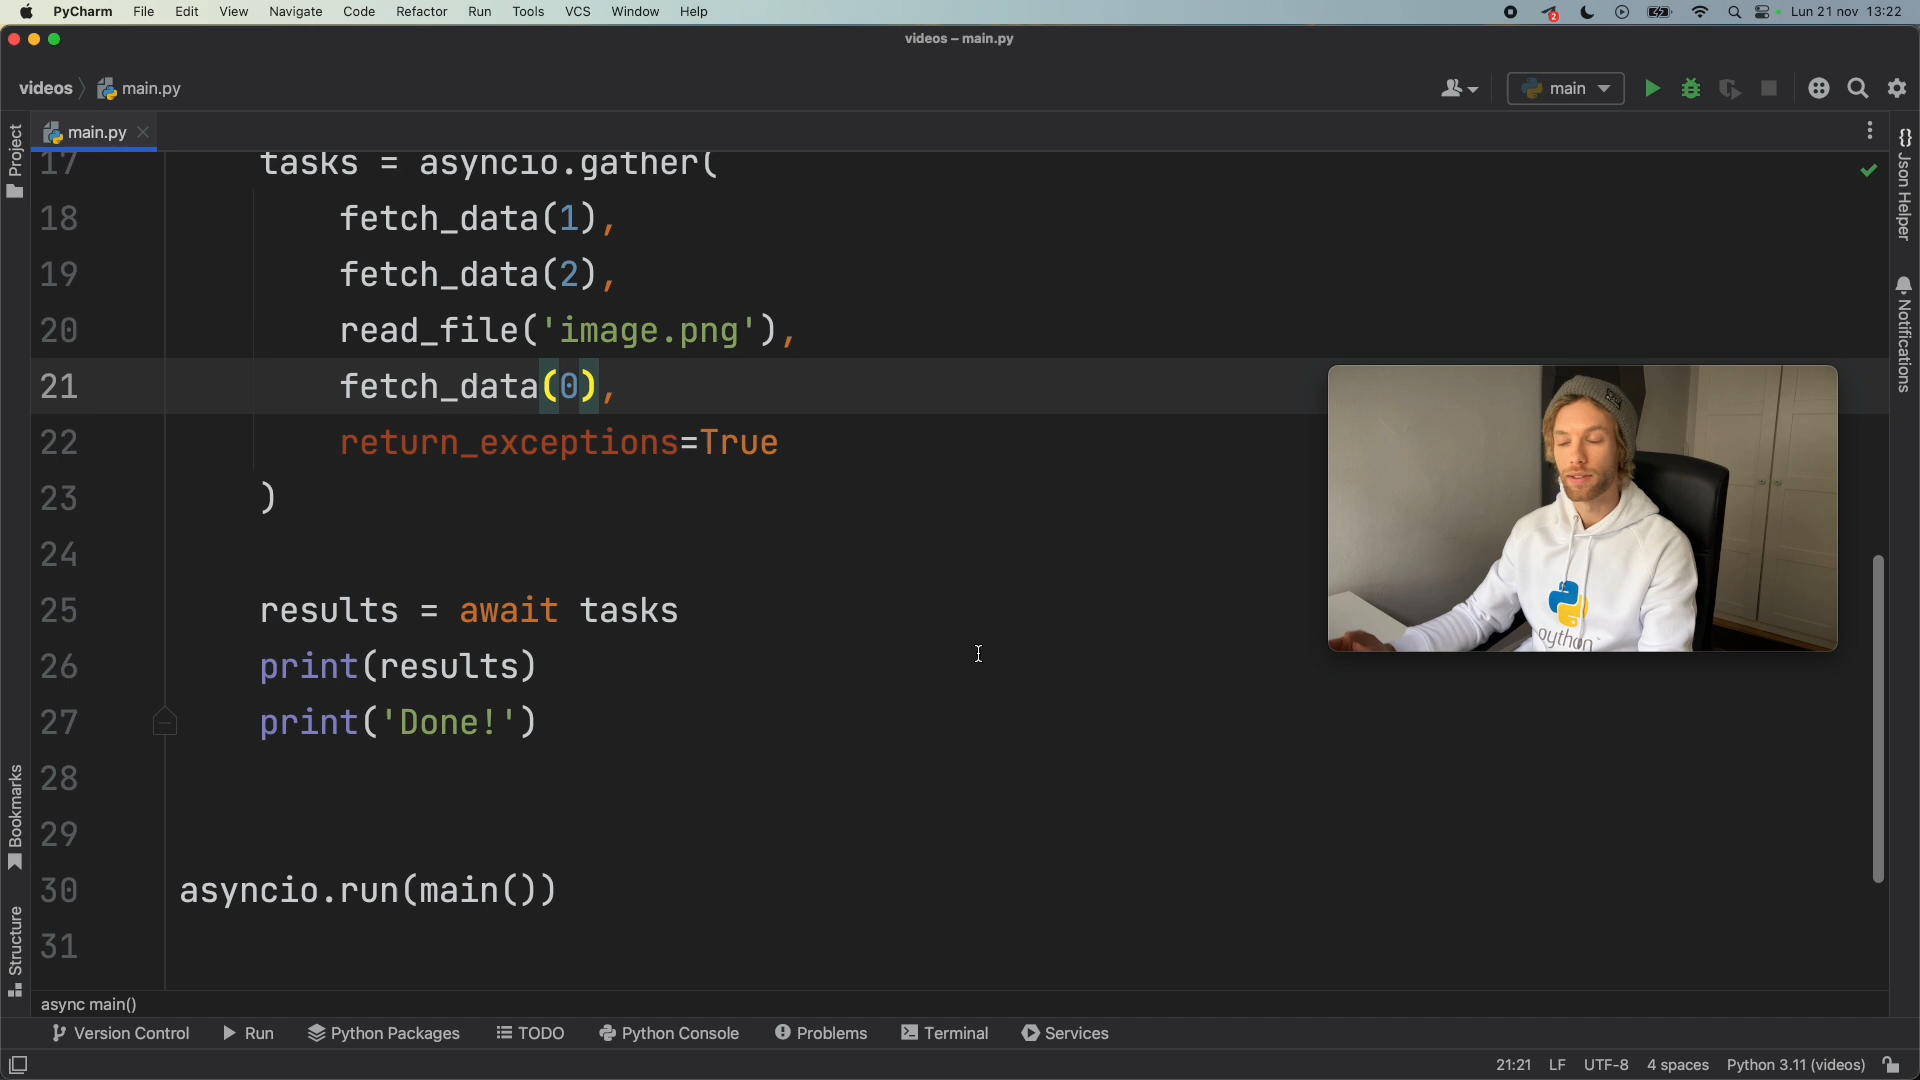 PyCharm File Edit View Navigate Code Refactor Run Tools VCS Window Help 2 Lun 21 nov 13:22
videos – main.py
videos main.py main
main.py
Project
Json Helper
Notifications
Bookmarks
Structure
17 tasks = asyncio.gather(
18 fetch_data(1),
19 fetch_data(2),
20 read_file('image.png'),
21 fetch_data(0),
22 return_exceptions=True
23 )
24
25 results = await tasks
26 print(results)
27 print('Done!')
28
29
30 asyncio.run(main())
31
python
async main()
Version Control Run Python Packages TODO Python Console Problems Terminal Services
21:21 LF UTF-8 4 spaces Python 3.11 (videos)